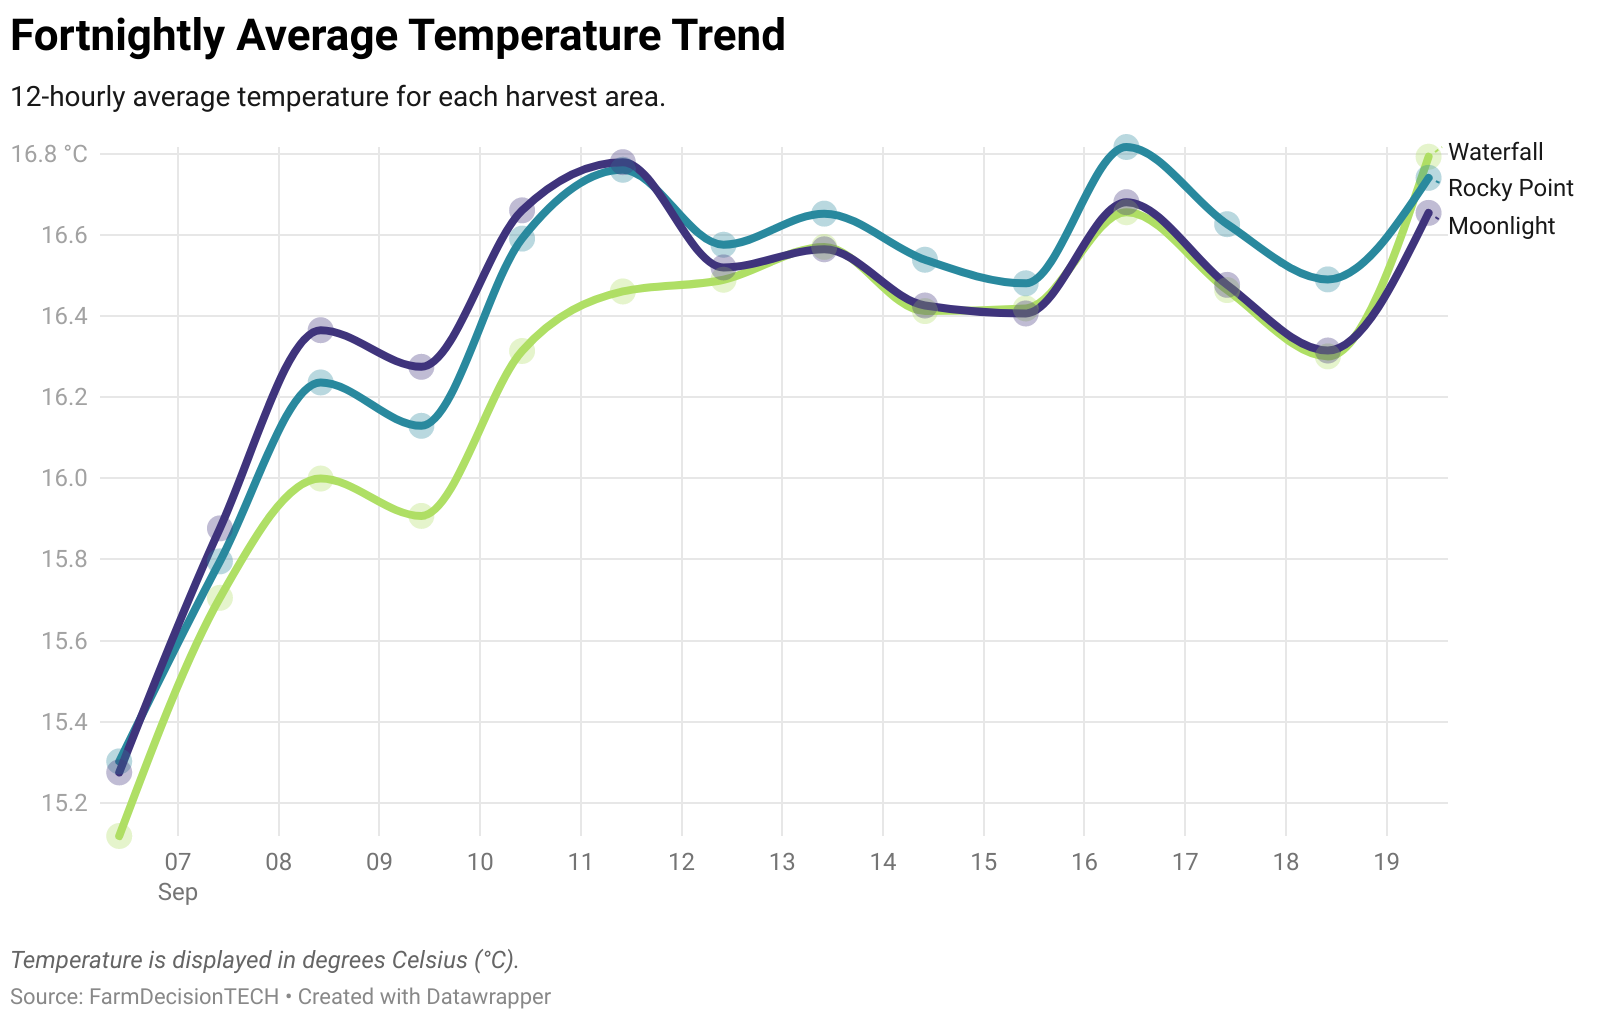 Fortnightly Average Temperature Trend
12-hourly average temperature for each harvest area.
16.8 °C
16.6
16.4
16.2
16.0
15.8
15.6
15.4
15.2
Waterfall
Rocky Point
Moonlight
07 08 09 10 11 12 13 14 15 16 17 18 19
Sep
Temperature is displayed in degrees Celsius (°C).
Source: FarmDecisionTECH • Created with Datawrapper